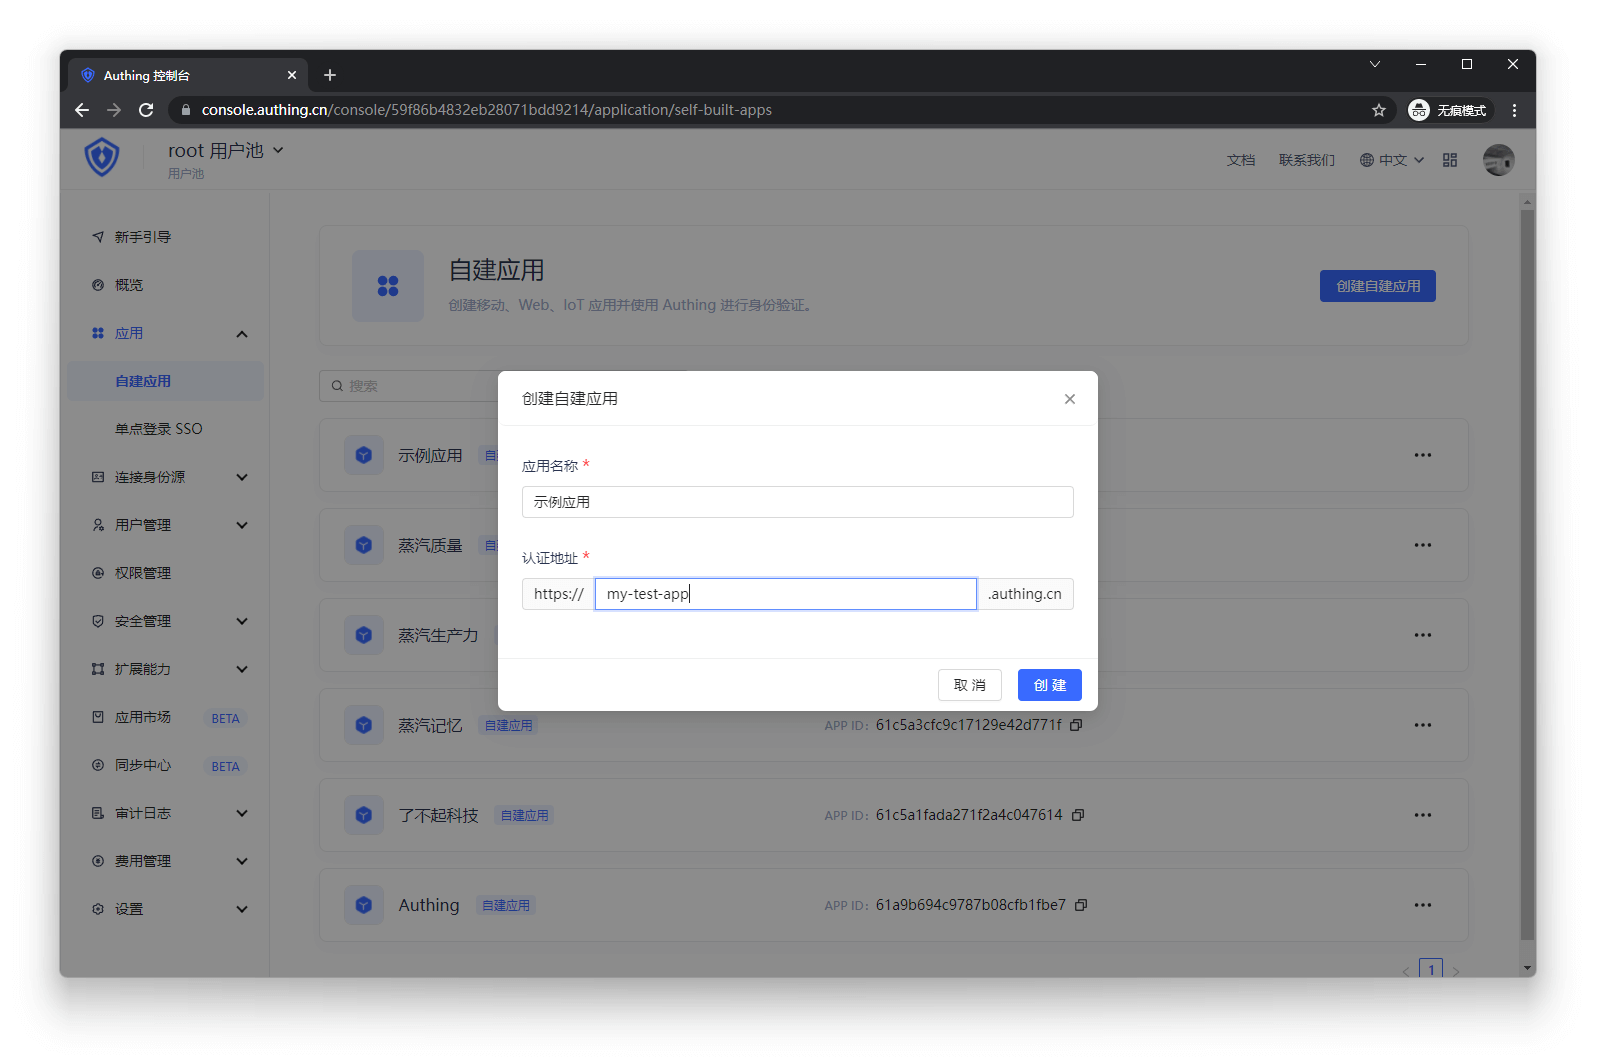 Authing 控制台
console.authing.cn/console/59f86b4832eb28071bdd9214/application/self-built-apps
无痕模式
root 用户池
用户池
文档
联系我们
中文
新手引导
概览
应用
自建应用
单点登录 SSO
连接身份源
用户管理
权限管理
安全管理
扩展能力
应用市场 BETA
同步中心 BETA
审计日志
费用管理
设置
自建应用
创建移动、Web、IoT 应用并使用 Authing 进行身份验证。
创建自建应用
搜索
示例应用
蒸汽质量
蒸汽生产力
蒸汽记忆 自建应用 APP ID: 61c5a3cfc9c17129e42d771f
了不起科技 自建应用 APP ID: 61c5a1fada271f2a4c047614
Authing 自建应用 APP ID: 61a9b694c9787b08cfb1fbe7
1
创建自建应用
应用名称 *
示例应用
认证地址 *
https:// my-test-app .authing.cn
取 消
创 建